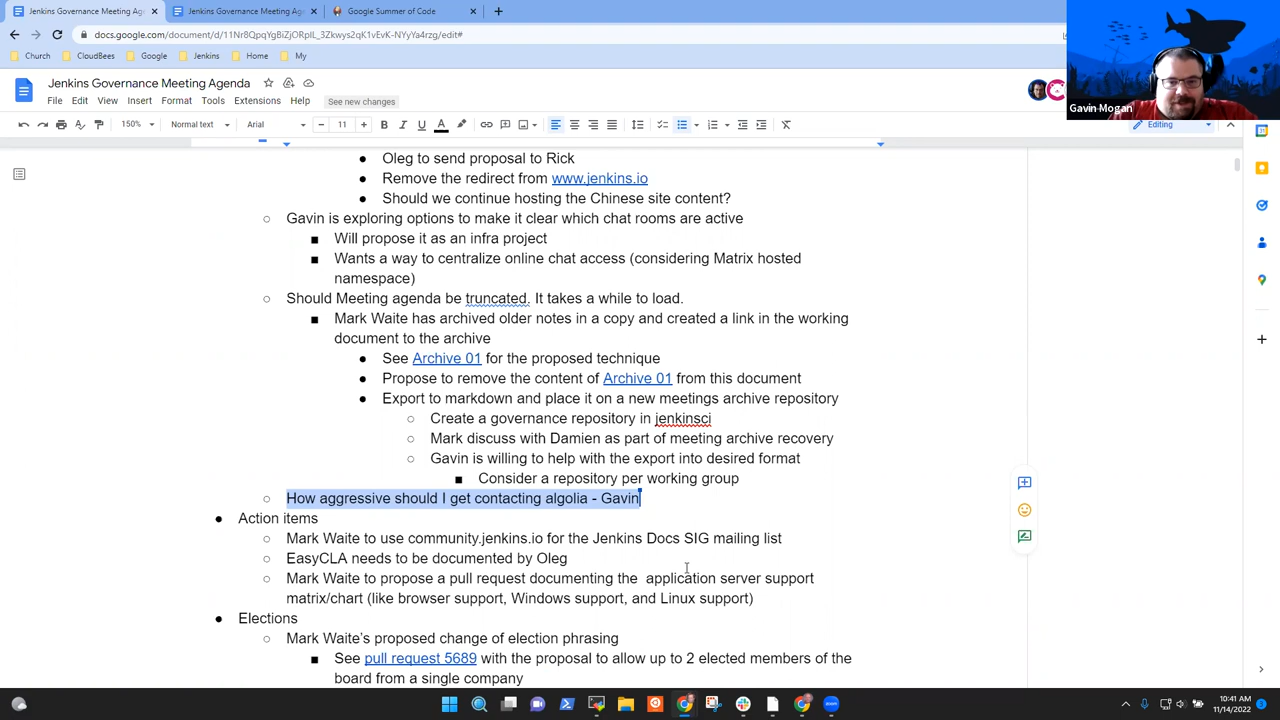 Jenkins Governance Meeting Age
Jenkins Governance Meeting Age
Google Summer of Code
docs.google.com/document/d/11Nr8QpqYgBiZjORpIL_3Zkwys2qK1vEvK-NYyYs4rzg/edit#
Church
CloudBees
Google
Jenkins
Home
My
Jenkins Governance Meeting Agenda
File Edit View Insert Format Tools Extensions Help
See new changes
Gavin Mogan
150% Normal text Arial 11
Editing
Oleg to send proposal to Rick
Remove the redirect from www.jenkins.io
Should we continue hosting the Chinese site content?
Gavin is exploring options to make it clear which chat rooms are active
Will propose it as an infra project
Wants a way to centralize online chat access (considering Matrix hosted
namespace)
Should Meeting agenda be truncated. It takes a while to load.
Mark Waite has archived older notes in a copy and created a link in the working
document to the archive
See Archive 01 for the proposed technique
Propose to remove the content of Archive 01 from this document
Export to markdown and place it on a new meetings archive repository
Create a governance repository in jenkinsci
Mark discuss with Damien as part of meeting archive recovery
Gavin is willing to help with the export into desired format
Consider a repository per working group
How aggressive should I get contacting algolia - Gavin
Action items
Mark Waite to use community.jenkins.io for the Jenkins Docs SIG mailing list
EasyCLA needs to be documented by Oleg
Mark Waite to propose a pull request documenting the  application server support
matrix/chart (like browser support, Windows support, and Linux support)
Elections
Mark Waite's proposed change of election phrasing
See pull request 5689 with the proposal to allow up to 2 elected members of the
board from a single company
10:41 AM
11/14/2022